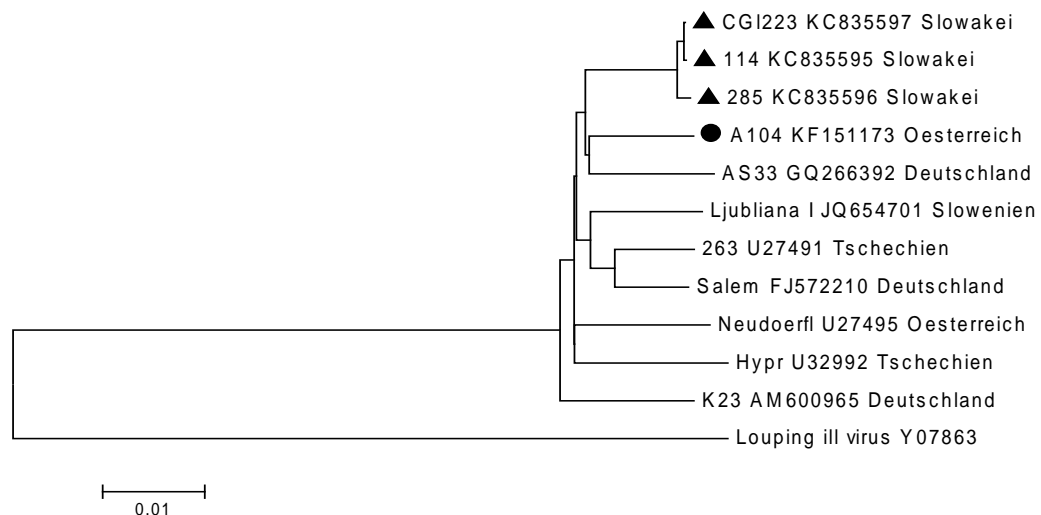 CGI223 KC835597 Slowakei
114 KC835595 Slowakei
285 KC835596 Slowakei
A104 KF151173 Oesterreich
AS33 GQ266392 Deutschland
Ljubliana I JQ654701 Slowenien
263 U27491 Tschechien
Salem FJ572210 Deutschland
Neudoerfl U27495 Oesterreich
Hypr U32992 Tschechien
K23 AM600965 Deutschland
Louping ill virus Y07863
0.01